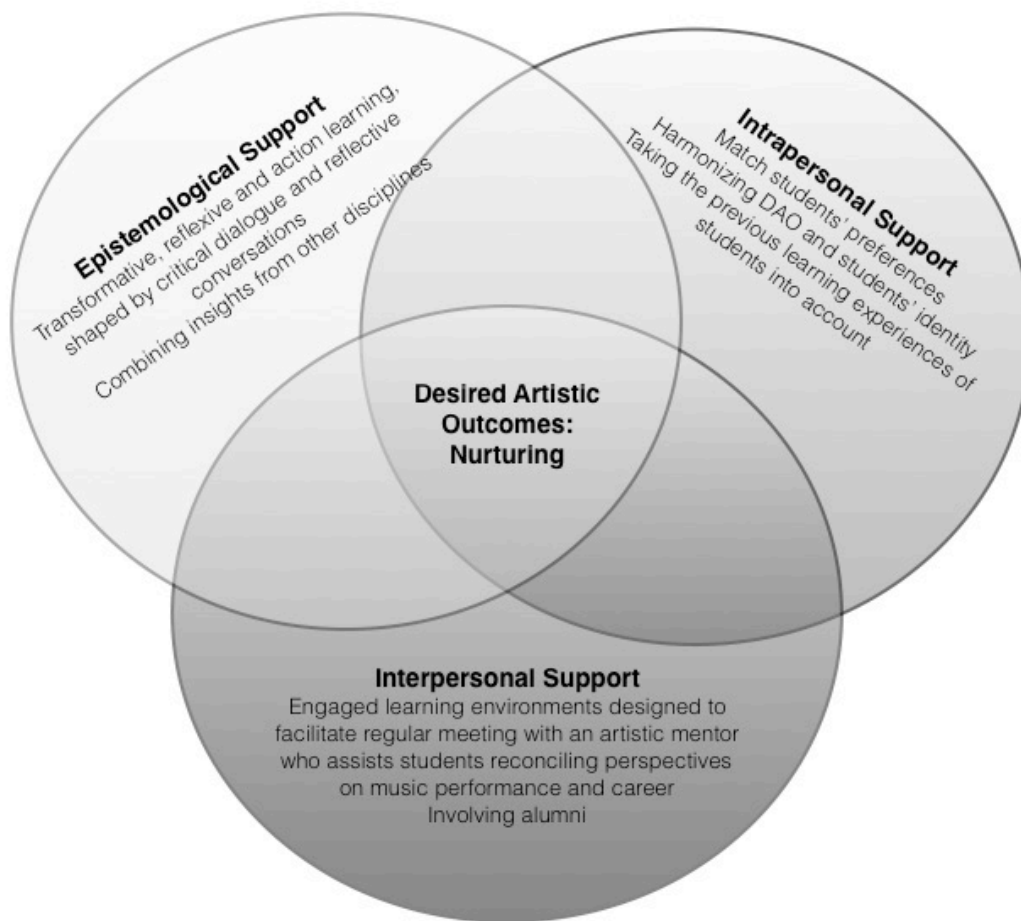 Epistemological Support
Transformative, reflexive and action learning,
shaped by critical dialogue and reflective
conversations
Combining insights from other disciplines
Intrapersonal Support
Match students’ preferences
Harmonizing DAO and students’ identity
Taking the previous learning experiences of
students into account
Desired Artistic
Outcomes:
Nurturing
Interpersonal Support
Engaged learning environments designed to
facilitate regular meeting with an artistic mentor
who assists students reconciling perspectives
on music performance and career
Involving alumni